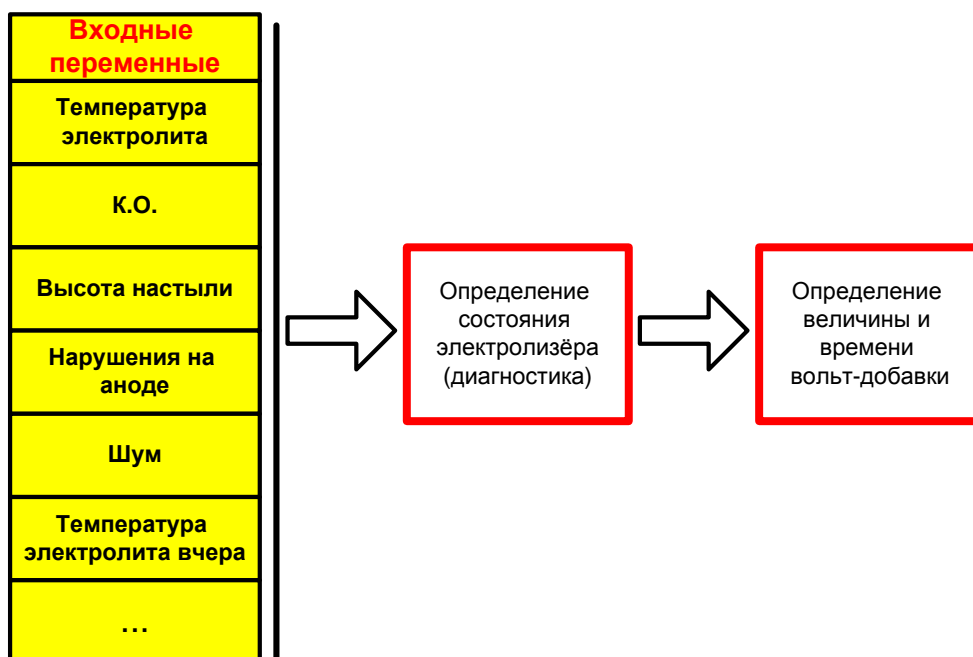 Входные
переменные
Температура
электролита
К.О.
Высота настыли
Нарушения на
аноде
Шум
Температура
электролита вчера
...
Определение
состояния
электролизёра
(диагностика)
Определение
величины и
времени
вольт-добавки